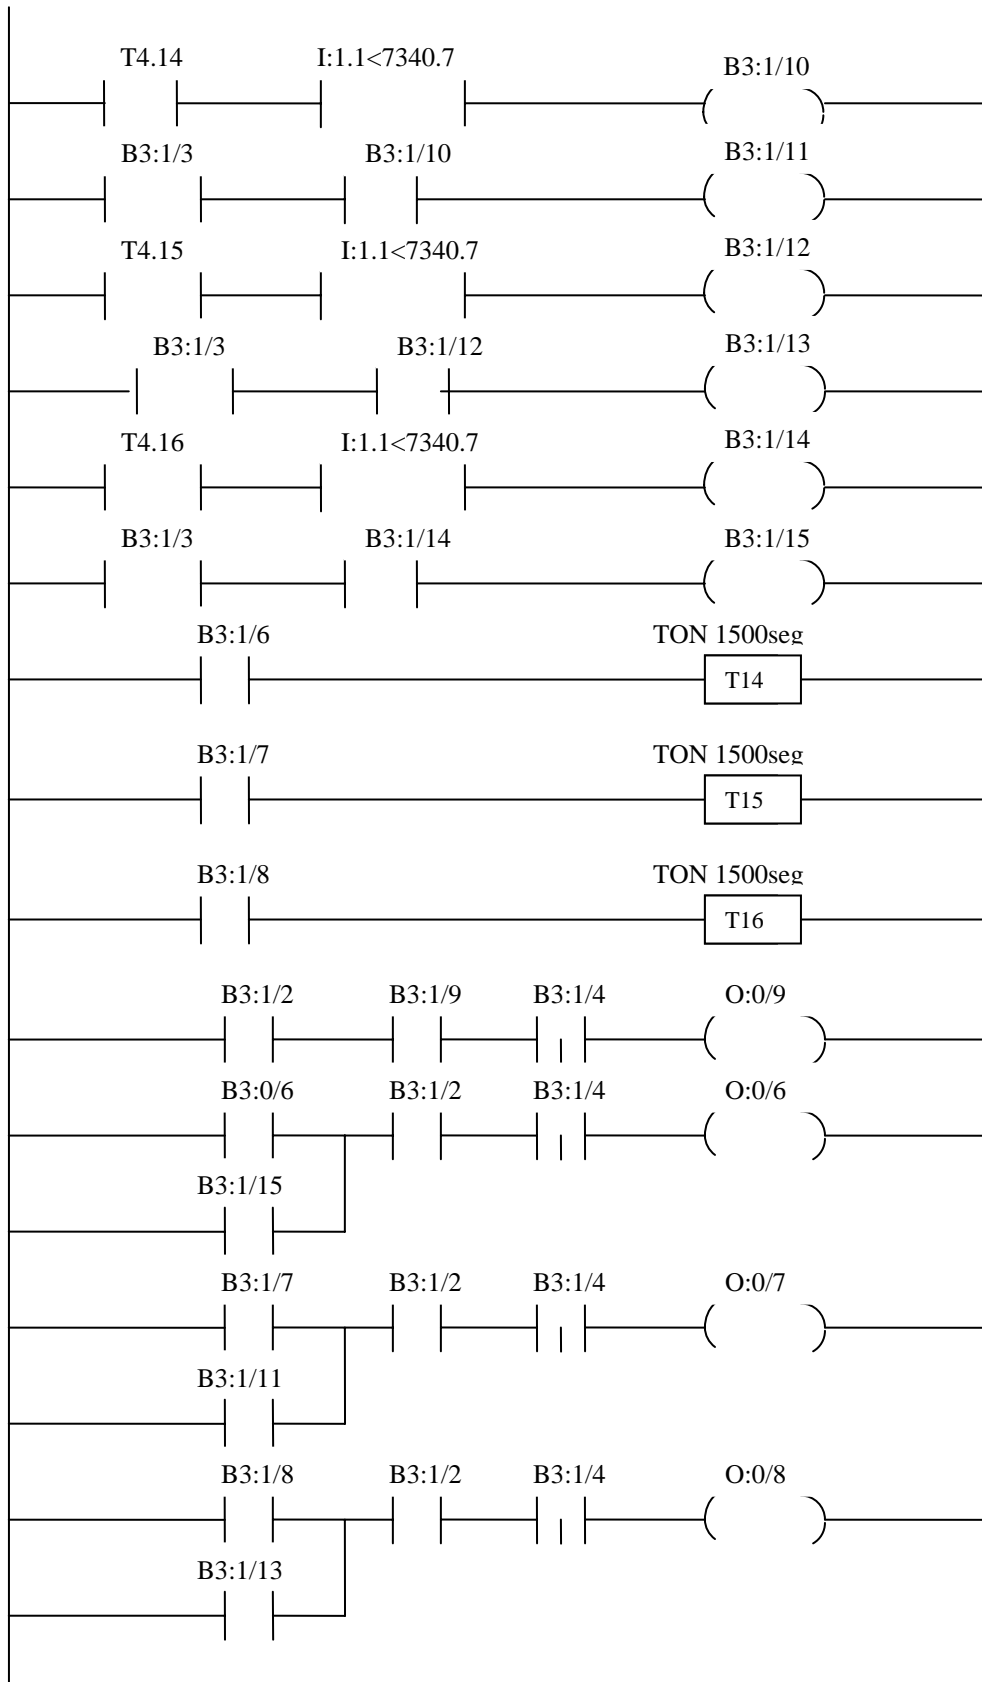 T4.14 I:1.1<7340.7 B3:1/10
B3:1/3 B3:1/10 B3:1/11
T4.15 I:1.1<7340.7 B3:1/12
B3:1/3 B3:1/12 B3:1/13
T4.16 I:1.1<7340.7 B3:1/14
B3:1/3 B3:1/14 B3:1/15
B3:1/6 TON 1500seg
T14
B3:1/7 TON 1500seg
T15
B3:1/8 TON 1500seg
T16
B3:1/2 B3:1/9 B3:1/4 O:0/9
B3:0/6 B3:1/2 B3:1/4 O:0/6
B3:1/15
B3:1/7 B3:1/2 B3:1/4 O:0/7
B3:1/11
B3:1/8 B3:1/2 B3:1/4 O:0/8
B3:1/13